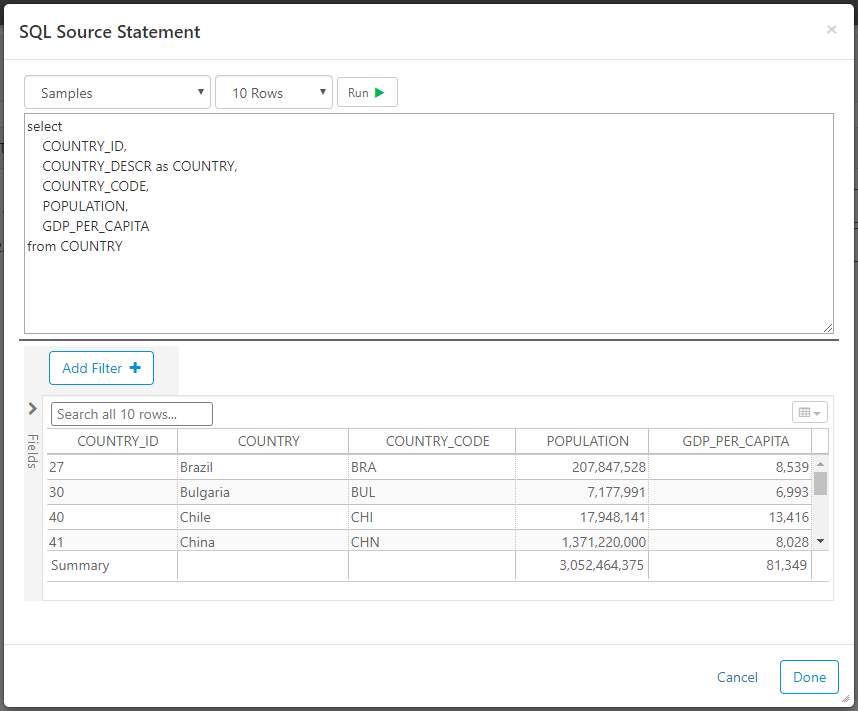 SQL Source Statement ×
Samples 10 Rows Run
select
COUNTRY_ID,
COUNTRY_DESCR as COUNTRY,
COUNTRY_CODE,
POPULATION,
GDP_PER_CAPITA
from COUNTRY
Add Filter +
Search all 10 rows...
Fields
COUNTRY_ID COUNTRY COUNTRY_CODE POPULATION GDP_PER_CAPITA
27 Brazil BRA 207,847,528 8,539
30 Bulgaria BUL 7,177,991 6,993
40 Chile CHI 17,948,141 13,416
41 China CHN 1,371,220,000 8,028
Summary 3,052,464,375 81,349
Cancel Done